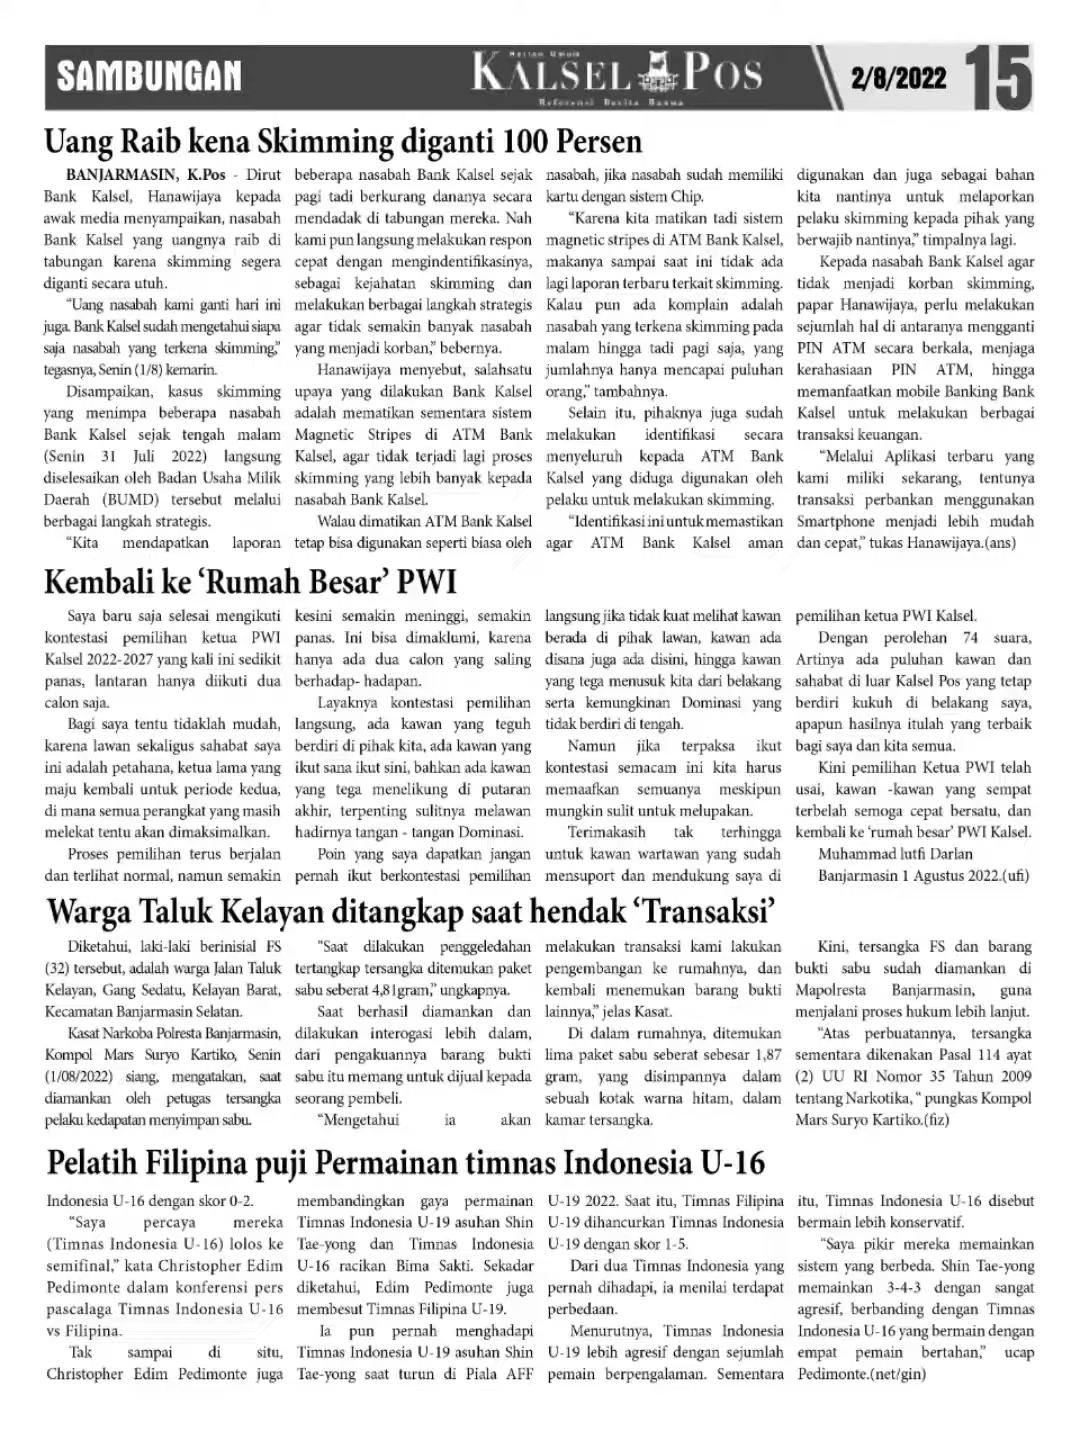 SAMBUNGAN
Harian Umum
KALSEL POS
Referensi Berita Banua
2/8/2022
15
Uang Raib kena Skimming diganti 100 Persen
BANJARMASIN, K.Pos - Dirut
Bank Kalsel, Hanawijaya kepada
awak media menyampaikan, nasabah
Bank Kalsel yang uangnya raib di
tabungan karena skimming segera
diganti secara utuh.
“Uang nasabah kami ganti hari ini
juga. Bank Kalsel sudah mengetahui siapa
saja nasabah yang terkena skimming,”
tegasnya, Senin (1/8) kemarin.
Disampaikan, kasus skimming
yang menimpa beberapa nasabah
Bank Kalsel sejak tengah malam
(Senin 31 Juli 2022) langsung
diselesaikan oleh Badan Usaha Milik
Daerah (BUMD) tersebut melalui
berbagai langkah strategis.
“Kita mendapatkan laporan
beberapa nasabah Bank Kalsel sejak
pagi tadi berkurang dananya secara
mendadak di tabungan mereka. Nah
kami pun langsung melakukan respon
cepat dengan mengindentifikasinya,
sebagai kejahatan skimming dan
melakukan berbagai langkah strategis
agar tidak semakin banyak nasabah
yang menjadi korban,” bebernya.
Hanawijaya menyebut, salahsatu
upaya yang dilakukan Bank Kalsel
adalah mematikan sementara sistem
Magnetic Stripes di ATM Bank
Kalsel, agar tidak terjadi lagi proses
skimming yang lebih banyak kepada
nasabah Bank Kalsel.
Walau dimatikan ATM Bank Kalsel
tetap bisa digunakan seperti biasa oleh
nasabah, jika nasabah sudah memiliki
kartu dengan sistem Chip.
“Karena kita matikan tadi sistem
magnetic stripes di ATM Bank Kalsel,
makanya sampai saat ini tidak ada
lagi laporan terbaru terkait skimming.
Kalau pun ada komplain adalah
nasabah yang terkena skimming pada
malam hingga tadi pagi saja, yang
jumlahnya hanya mencapai puluhan
orang,” tambahnya.
Selain itu, pihaknya juga sudah
melakukan identifikasi secara
menyeluruh kepada ATM Bank
Kalsel yang diduga digunakan oleh
pelaku untuk melakukan skimming.
“Identifikasi ini untuk memastikan
agar ATM Bank Kalsel aman
digunakan dan juga sebagai bahan
kita nantinya untuk melaporkan
pelaku skimming kepada pihak yang
berwajib nantinya,” timpalnya lagi.
Kepada nasabah Bank Kalsel agar
tidak menjadi korban skimming,
papar Hanawijaya, perlu melakukan
sejumlah hal di antaranya mengganti
PIN ATM secara berkala, menjaga
kerahasiaan PIN ATM, hingga
memanfaatkan mobile Banking Bank
Kalsel untuk melakukan berbagai
transaksi keuangan.
“Melalui Aplikasi terbaru yang
kami miliki sekarang, tentunya
transaksi perbankan menggunakan
Smartphone menjadi lebih mudah
dan cepat,” tukas Hanawijaya.(ans)
Kembali ke ‘Rumah Besar’ PWI
Saya baru saja selesai mengikuti
kontestasi pemilihan ketua PWI
Kalsel 2022-2027 yang kali ini sedikit
panas, lantaran hanya diikuti dua
calon saja.
Bagi saya tentu tidaklah mudah,
karena lawan sekaligus sahabat saya
ini adalah petahana, ketua lama yang
maju kembali untuk periode kedua,
di mana semua perangkat yang masih
melekat tentu akan dimaksimalkan.
Proses pemilihan terus berjalan
dan terlihat normal, namun semakin
kesini semakin meninggi, semakin
panas. Ini bisa dimaklumi, karena
hanya ada dua calon yang saling
berhadap- hadapan.
Layaknya kontestasi pemilihan
langsung, ada kawan yang teguh
berdiri di pihak kita, ada kawan yang
ikut sana ikut sini, bahkan ada kawan
yang tega menelikung di putaran
akhir, terpenting sulitnya melawan
hadirnya tangan - tangan Dominasi.
Poin yang saya dapatkan jangan
pernah ikut berkontestasi pemilihan
langsung jika tidak kuat melihat kawan
berada di pihak lawan, kawan ada
disana juga ada disini, hingga kawan
yang tega menusuk kita dari belakang
serta kemungkinan Dominasi yang
tidak berdiri di tengah.
Namun jika terpaksa ikut
kontestasi semacam ini kita harus
memaafkan semuanya meskipun
mungkin sulit untuk melupakan.
Terimakasih tak terhingga
untuk kawan wartawan yang sudah
mensuport dan mendukung saya di
pemilihan ketua PWI Kalsel.
Dengan perolehan 74 suara,
Artinya ada puluhan kawan dan
sahabat di luar Kalsel Pos yang tetap
berdiri kukuh di belakang saya,
apapun hasilnya itulah yang terbaik
bagi saya dan kita semua.
Kini pemilihan Ketua PWI telah
usai, kawan -kawan yang sempat
terbelah semoga cepat bersatu, dan
kembali ke ‘rumah besar’ PWI Kalsel.
Muhammad lutfi Darlan
Banjarmasin 1 Agustus 2022.(ufi)
Warga Taluk Kelayan ditangkap saat hendak ‘Transaksi’
Diketahui, laki-laki berinisial FS
(32) tersebut, adalah warga Jalan Taluk
Kelayan, Gang Sedatu, Kelayan Barat,
Kecamatan Banjarmasin Selatan.
Kasat Narkoba Polresta Banjarmasin,
Kompol Mars Suryo Kartiko, Senin
(1/08/2022) siang, mengatakan, saat
diamankan oleh petugas tersangka
pelaku kedapatan menyimpan sabu.
“Saat dilakukan penggeledahan
tertangkap tersangka ditemukan paket
sabu seberat 4,81gram,” ungkapnya.
Saat berhasil diamankan dan
dilakukan interogasi lebih dalam,
dari pengakuannya barang bukti
sabu itu memang untuk dijual kepada
seorang pembeli.
“Mengetahui ia akan
melakukan transaksi kami lakukan
pengembangan ke rumahnya, dan
kembali menemukan barang bukti
lainnya,” jelas Kasat.
Di dalam rumahnya, ditemukan
lima paket sabu seberat sebesar 1,87
gram, yang disimpannya dalam
sebuah kotak warna hitam, dalam
kamar tersangka.
Kini, tersangka FS dan barang
bukti sabu sudah diamankan di
Mapolresta Banjarmasin, guna
menjalani proses hukum lebih lanjut.
“Atas perbuatannya, tersangka
sementara dikenakan Pasal 114 ayat
(2) UU RI Nomor 35 Tahun 2009
tentang Narkotika, “ pungkas Kompol
Mars Suryo Kartiko.(fiz)
Pelatih Filipina puji Permainan timnas Indonesia U-16
Indonesia U-16 dengan skor 0-2.
“Saya percaya mereka
(Timnas Indonesia U-16) lolos ke
semifinal,” kata Christopher Edim
Pedimonte dalam konferensi pers
pascalaga Timnas Indonesia U-16
vs Filipina.
Tak sampai di situ,
Christopher Edim Pedimonte juga
membandingkan gaya permainan
Timnas Indonesia U-19 asuhan Shin
Tae-yong dan Timnas Indonesia
U-16 racikan Bima Sakti. Sekadar
diketahui, Edim Pedimonte juga
membesut Timnas Filipina U-19.
Ia pun pernah menghadapi
Timnas Indonesia U-19 asuhan Shin
Tae-yong saat turun di Piala AFF
U-19 2022. Saat itu, Timnas Filipina
U-19 dihancurkan Timnas Indonesia
U-19 dengan skor 1-5.
Dari dua Timnas Indonesia yang
pernah dihadapi, ia menilai terdapat
perbedaan.
Menurutnya, Timnas Indonesia
U-19 lebih agresif dengan sejumlah
pemain berpengalaman. Sementara
itu, Timnas Indonesia U-16 disebut
bermain lebih konservatif.
“Saya pikir mereka memainkan
sistem yang berbeda. Shin Tae-yong
memainkan 3-4-3 dengan sangat
agresif, berbanding dengan Timnas
Indonesia U-16 yang bermain dengan
empat pemain bertahan,” ucap
Pedimonte.(net/gin)